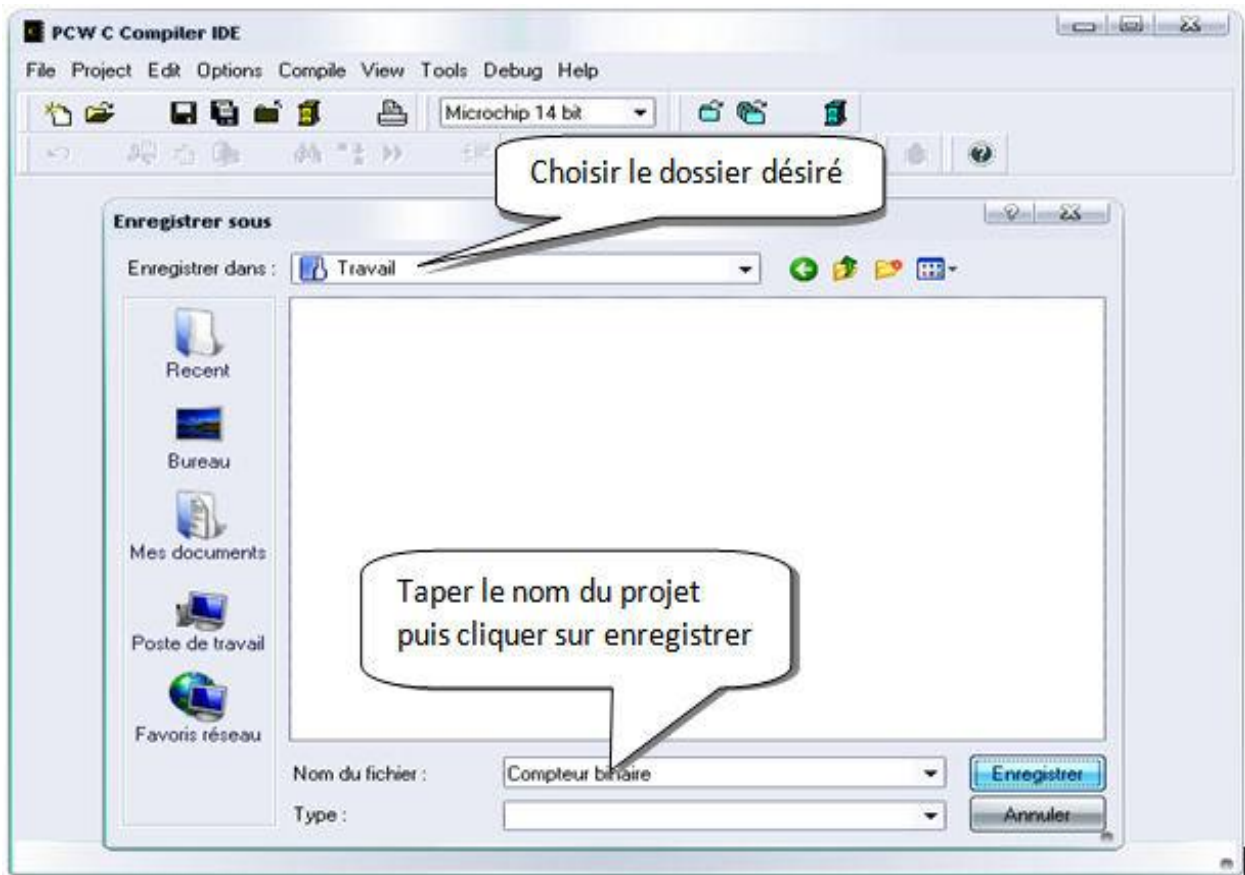 PCW C Compiler IDE
File Project Edit Options Compile View Tools Debug Help
Microchip 14 bit
Choisir le dossier désiré
Enregistrer sous
Enregistrer dans :
Travail
Recent
Bureau
Mes documents
Poste de travail
Favoris réseau
Taper le nom du projet
puis cliquer sur enregistrer
Nom du fichier :
Compteur binaire
Enregistrer
Type :
Annuler